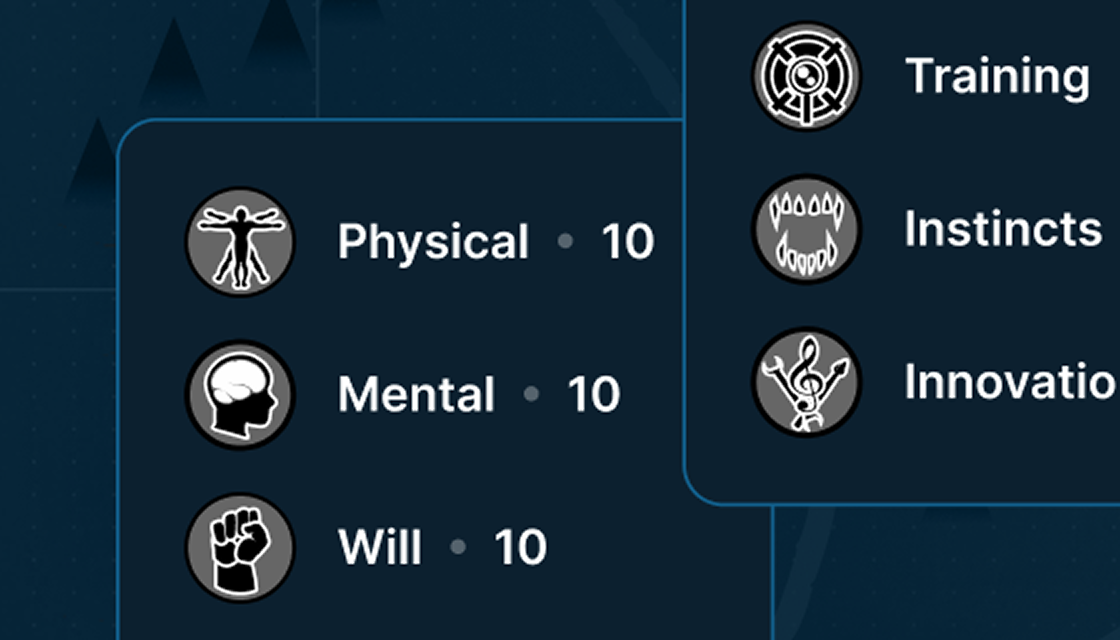 Physical • 10
Mental • 10
Will • 10
Training
Instincts
Innovatio